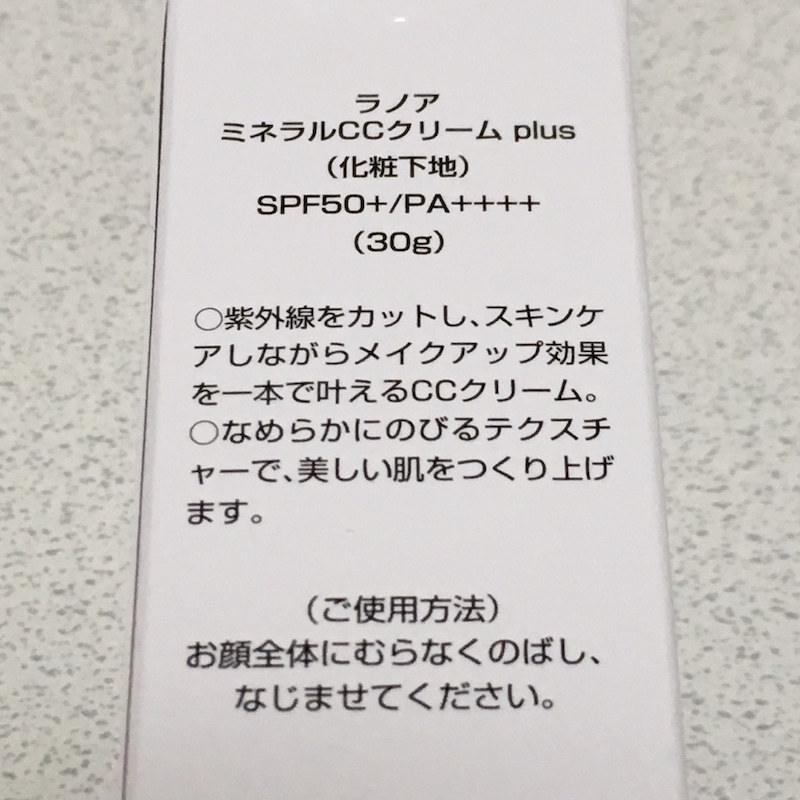 ラノア
ミネラルCCクリーム plus
（化粧下地）
SPF50+/PA++++
（30g）
○紫外線をカットし、スキンケ
アしながらメイクアップ効果
を一本で叶えるCCクリーム。
○なめらかにのびるテクスチ
ャーで、美しい肌をつくり上げ
ます。
（ご使用方法）
お顔全体にむらなくのばし、
なじませてください。